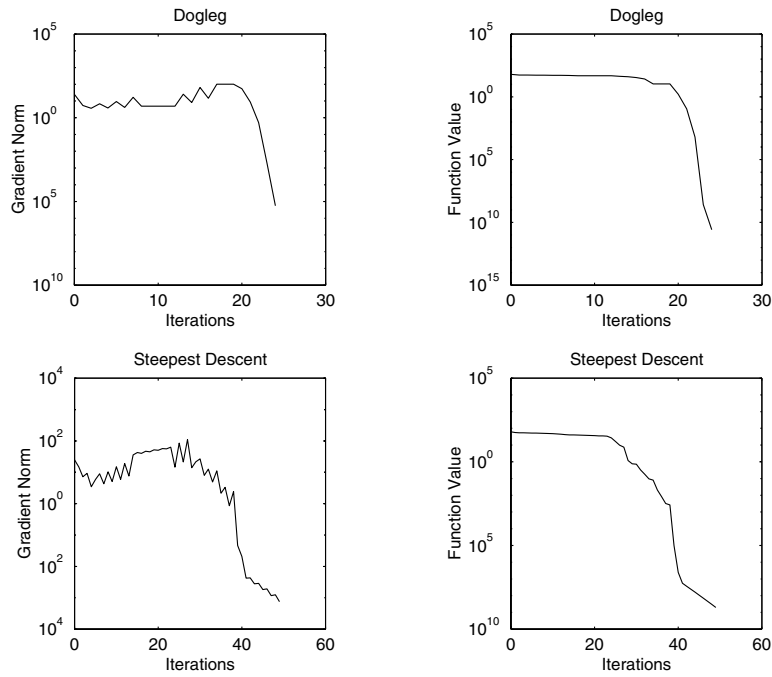 Dogleg
10^5
10^0
10^5
10^10
Gradient Norm
0 10 20 30
Iterations
Dogleg
10^5
10^0
10^5
10^10
10^15
Function Value
0 10 20 30
Iterations
Steepest Descent
10^4
10^2
10^0
10^2
10^4
Gradient Norm
0 20 40 60
Iterations
Steepest Descent
10^5
10^0
10^5
10^10
Function Value
0 20 40 60
Iterations